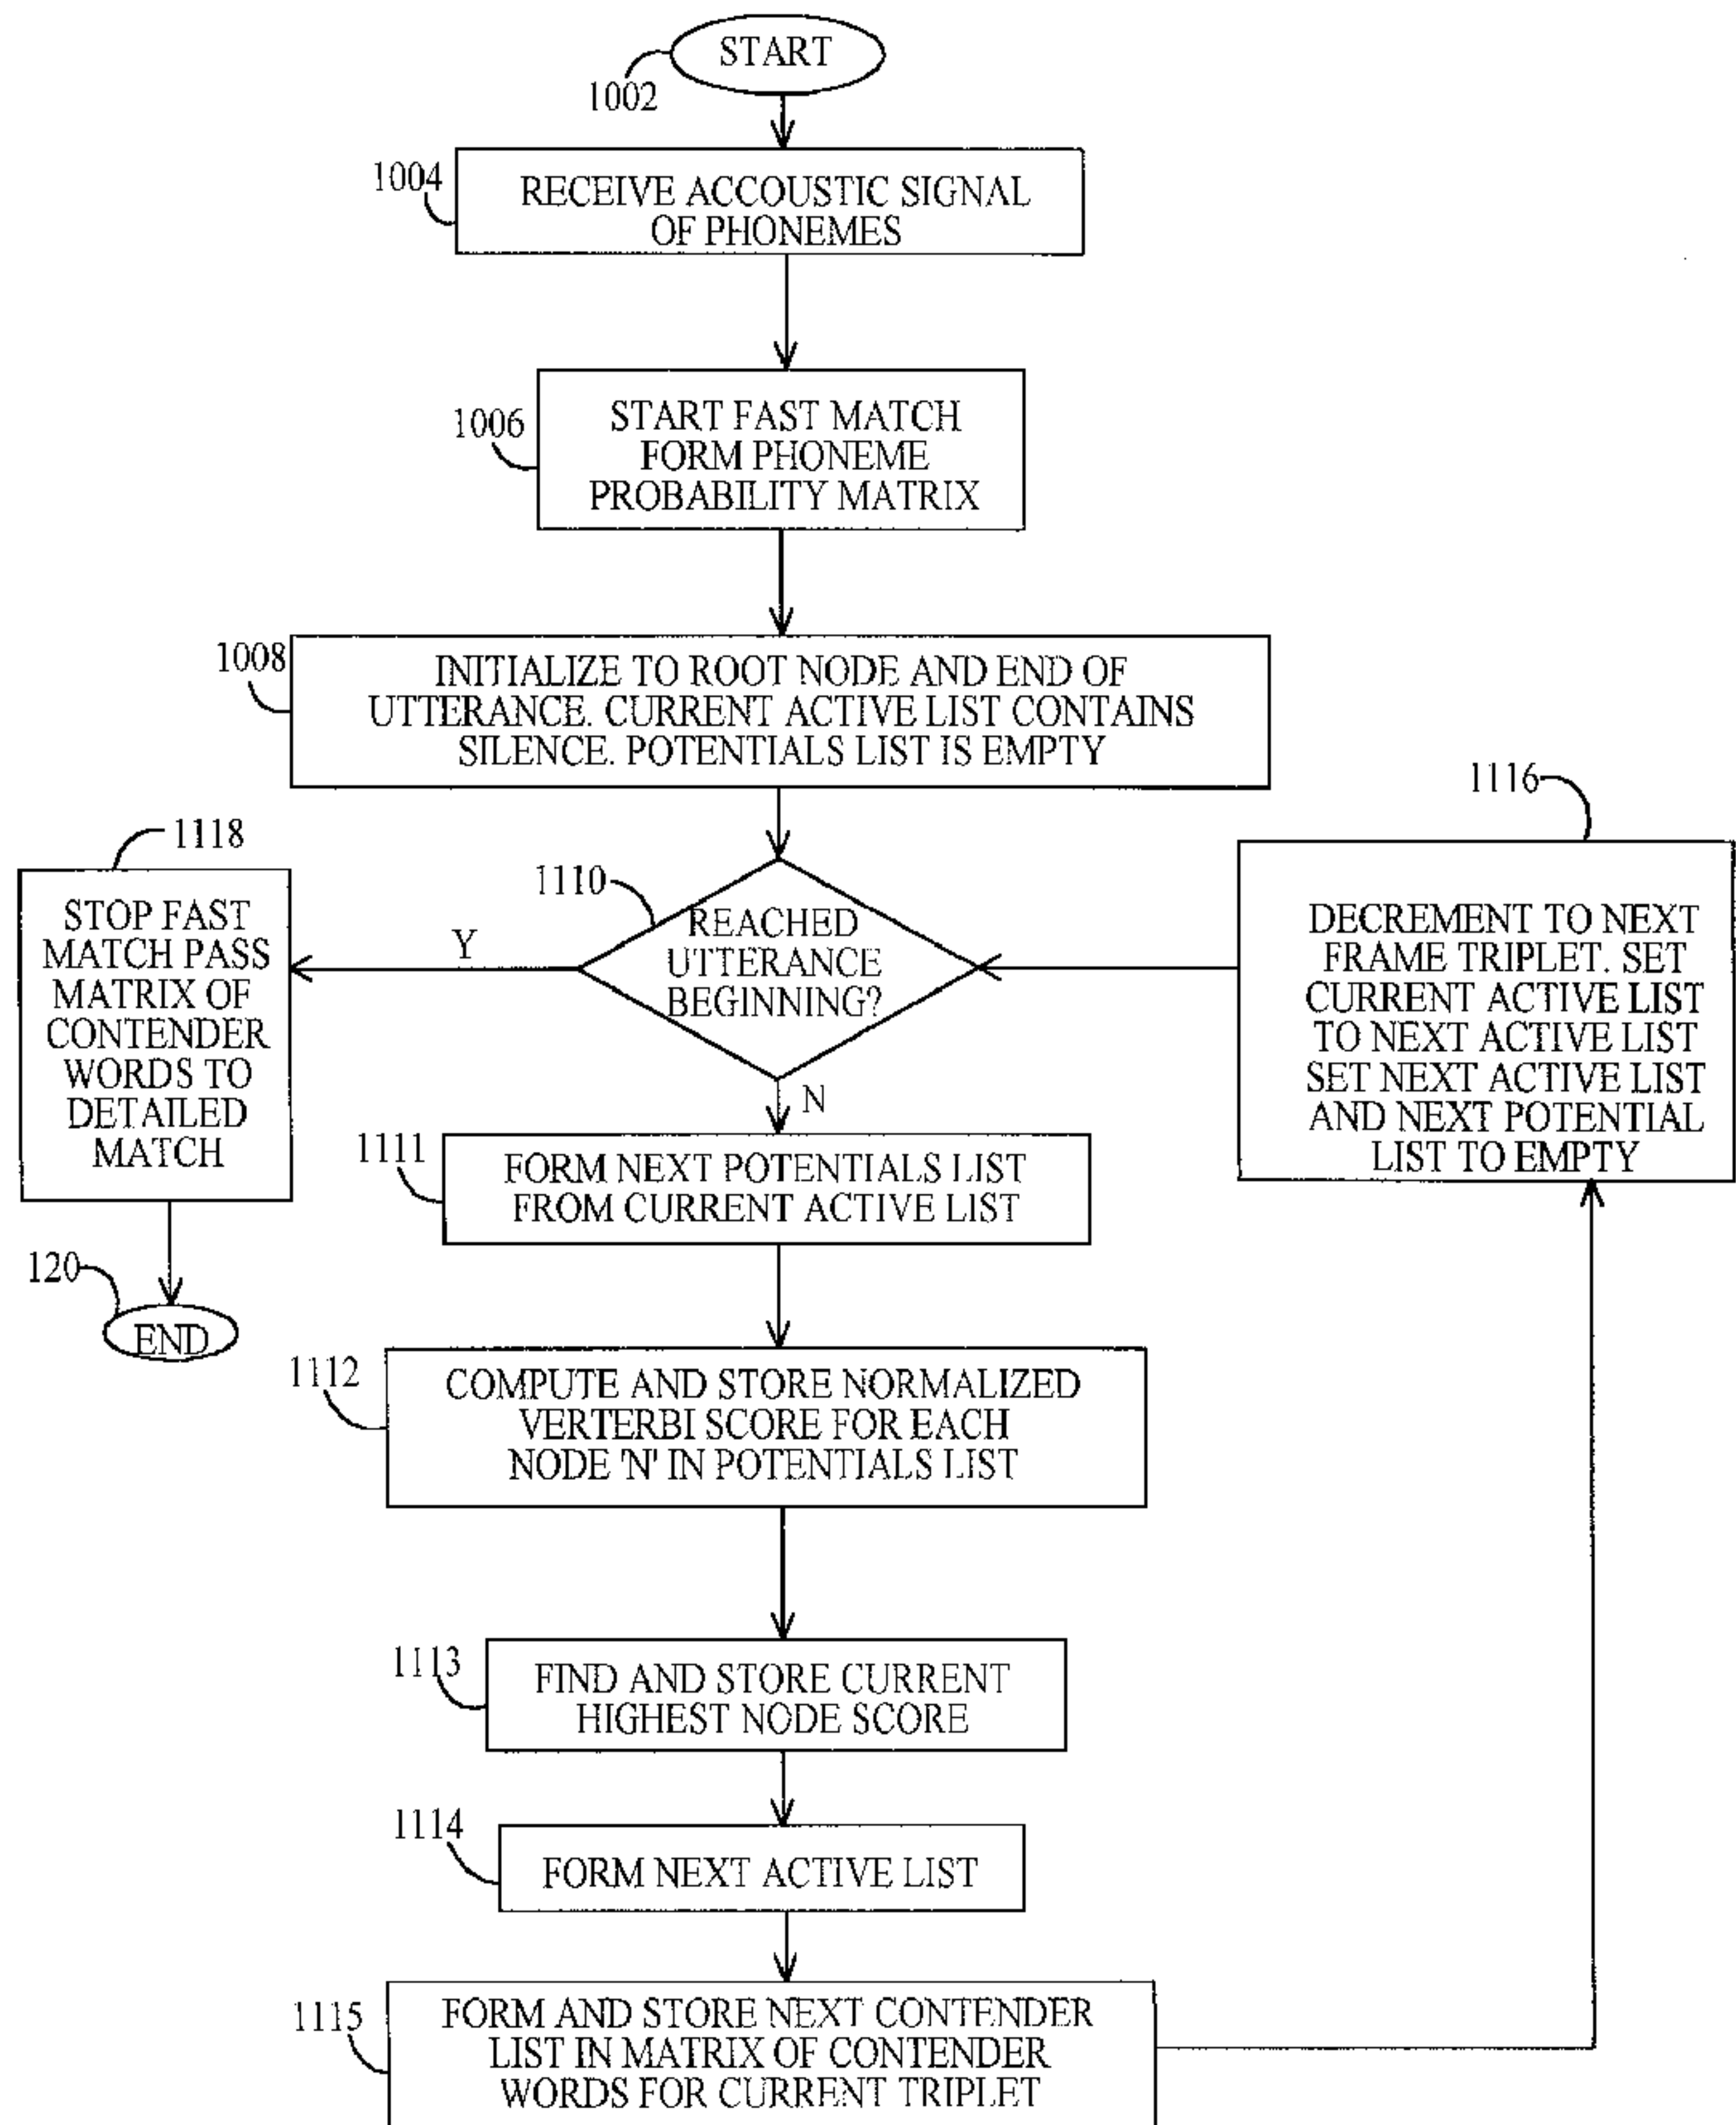 START
1002
1004
RECEIVE ACCOUSTIC SIGNAL
OF PHONEMES
1006
START FAST MATCH
FORM PHONEME
PROBABILITY MATRIX
1008
INITIALIZE TO ROOT NODE AND END OF
UTTERANCE. CURRENT ACTIVE LIST CONTAINS
SILENCE. POTENTIALS LIST IS EMPTY
1110
REACHED
UTTERANCE
BEGINNING?
Y
N
1118
STOP FAST
MATCH PASS
MATRIX OF
CONTENDER
WORDS TO
DETAILED
MATCH
120
END
1116
DECREMENT TO NEXT
FRAME TRIPLET. SET
CURRENT ACTIVE LIST
TO NEXT ACTIVE LIST
SET NEXT ACTIVE LIST
AND NEXT POTENTIAL
LIST TO EMPTY
1111
FORM NEXT POTENTIALS LIST
FROM CURRENT ACTIVE LIST
1112
COMPUTE AND STORE NORMALIZED
VERTERBI SCORE FOR EACH
NODE 'N' IN POTENTIALS LIST
1113
FIND AND STORE CURRENT
HIGHEST NODE SCORE
1114
FORM NEXT ACTIVE LIST
1115
FORM AND STORE NEXT CONTENDER
LIST IN MATRIX OF CONTENDER
WORDS FOR CURRENT TRIPLET